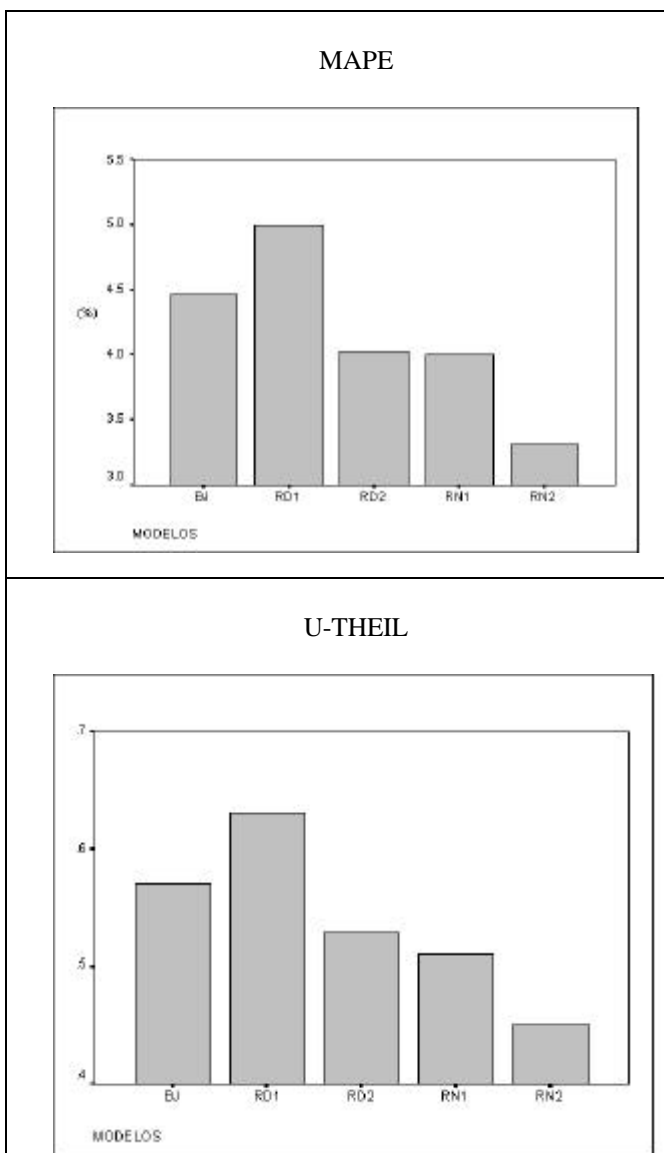 MAPE
5.5
5.0
4.5
(%)
4.0
3.5
3.0
BJ RD1 RD2 RN1 RN2
MODELOS
U-THEIL
.7
.6
.5
.4
BJ RD1 RD2 RN1 RN2
MODELOS